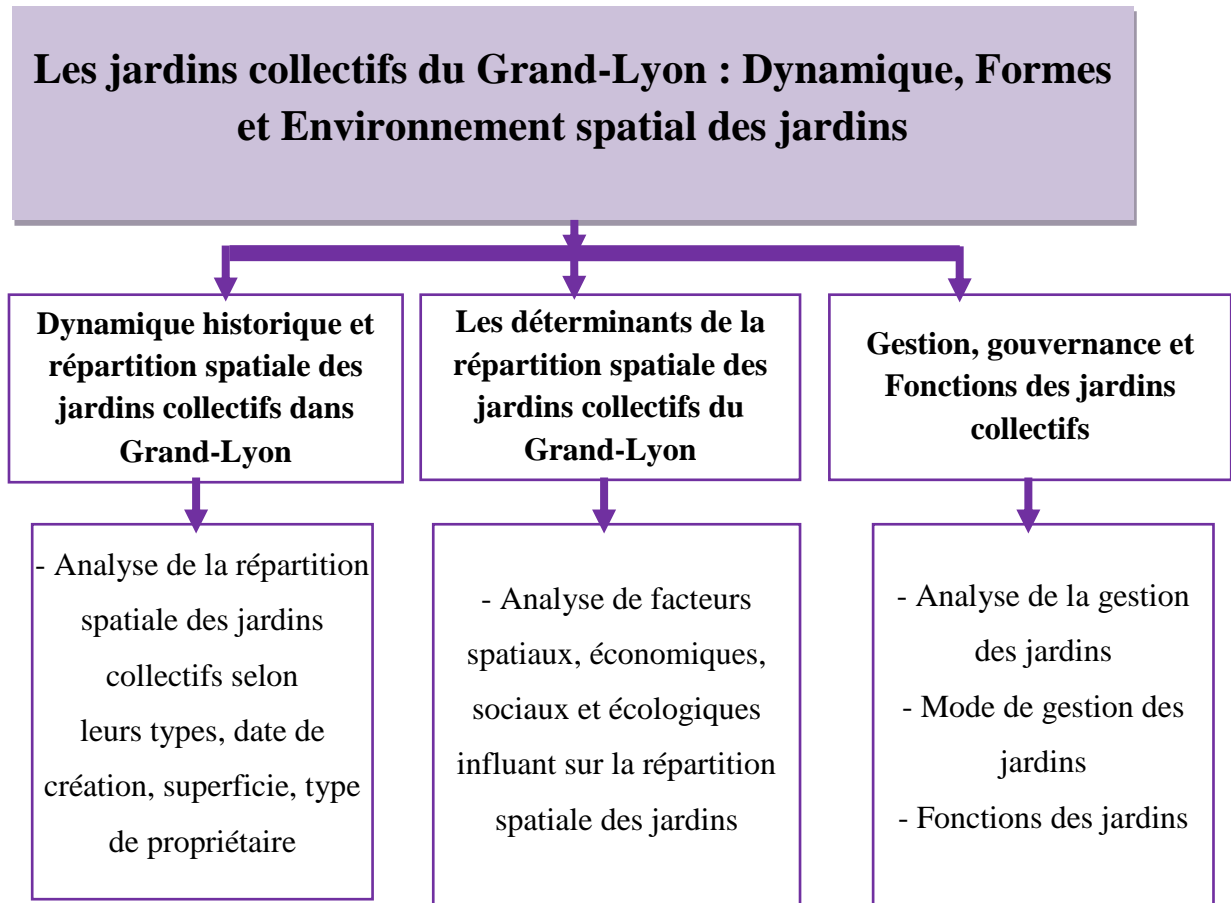 Les jardins collectifs du Grand-Lyon : Dynamique, Formes
et Environnement spatial des jardins
Dynamique historique et
répartition spatiale des
jardins collectifs dans
Grand-Lyon
Les déterminants de la
répartition spatiale des
jardins collectifs du
Grand-Lyon
Gestion, gouvernance et
Fonctions des jardins
collectifs
- Analyse de la répartition
spatiale des jardins
collectifs selon
leurs types, date de
création, superficie, type
de propriétaire
- Analyse de facteurs
spatiaux, économiques,
sociaux et écologiques
influant sur la répartition
spatiale des jardins
- Analyse de la gestion
des jardins
- Mode de gestion des
jardins
- Fonctions des jardins